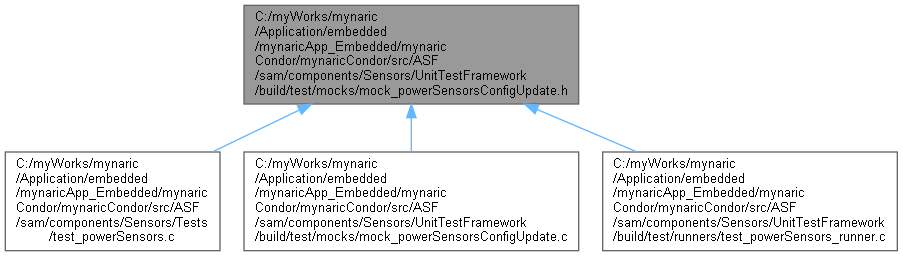 C:/myWorks/mynaric
/Application/embedded
/mynaricApp_Embedded/mynaric
Condor/mynaricCondor/src/ASF
/sam/components/Sensors/UnitTestFramework
/build/test/mocks/mock_powerSensorsConfigUpdate.h
C:/myWorks/mynaric
/Application/embedded
/mynaricApp_Embedded/mynaric
Condor/mynaricCondor/src/ASF
/sam/components/Sensors/Tests
/test_powerSensors.c
C:/myWorks/mynaric
/Application/embedded
/mynaricApp_Embedded/mynaric
Condor/mynaricCondor/src/ASF
/sam/components/Sensors/UnitTestFramework
/build/test/mocks/mock_powerSensorsConfigUpdate.c
C:/myWorks/mynaric
/Application/embedded
/mynaricApp_Embedded/mynaric
Condor/mynaricCondor/src/ASF
/sam/components/Sensors/UnitTestFramework
/build/test/runners/test_powerSensors_runner.c